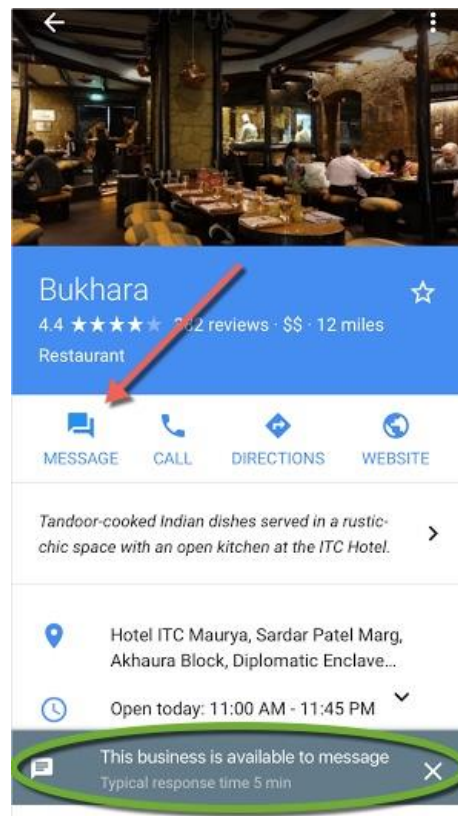 Bukhara
4.4 reviews · $$ · 12 miles
Restaurant
MESSAGE CALL DIRECTIONS WEBSITE
Tandoor-cooked Indian dishes served in a rustic-
chic space with an open kitchen at the ITC Hotel.
Hotel ITC Maurya, Sardar Patel Marg,
Akhaura Block, Diplomatic Enclave...
Open today: 11:00 AM - 11:45 PM
This business is available to message
Typical response time 5 min